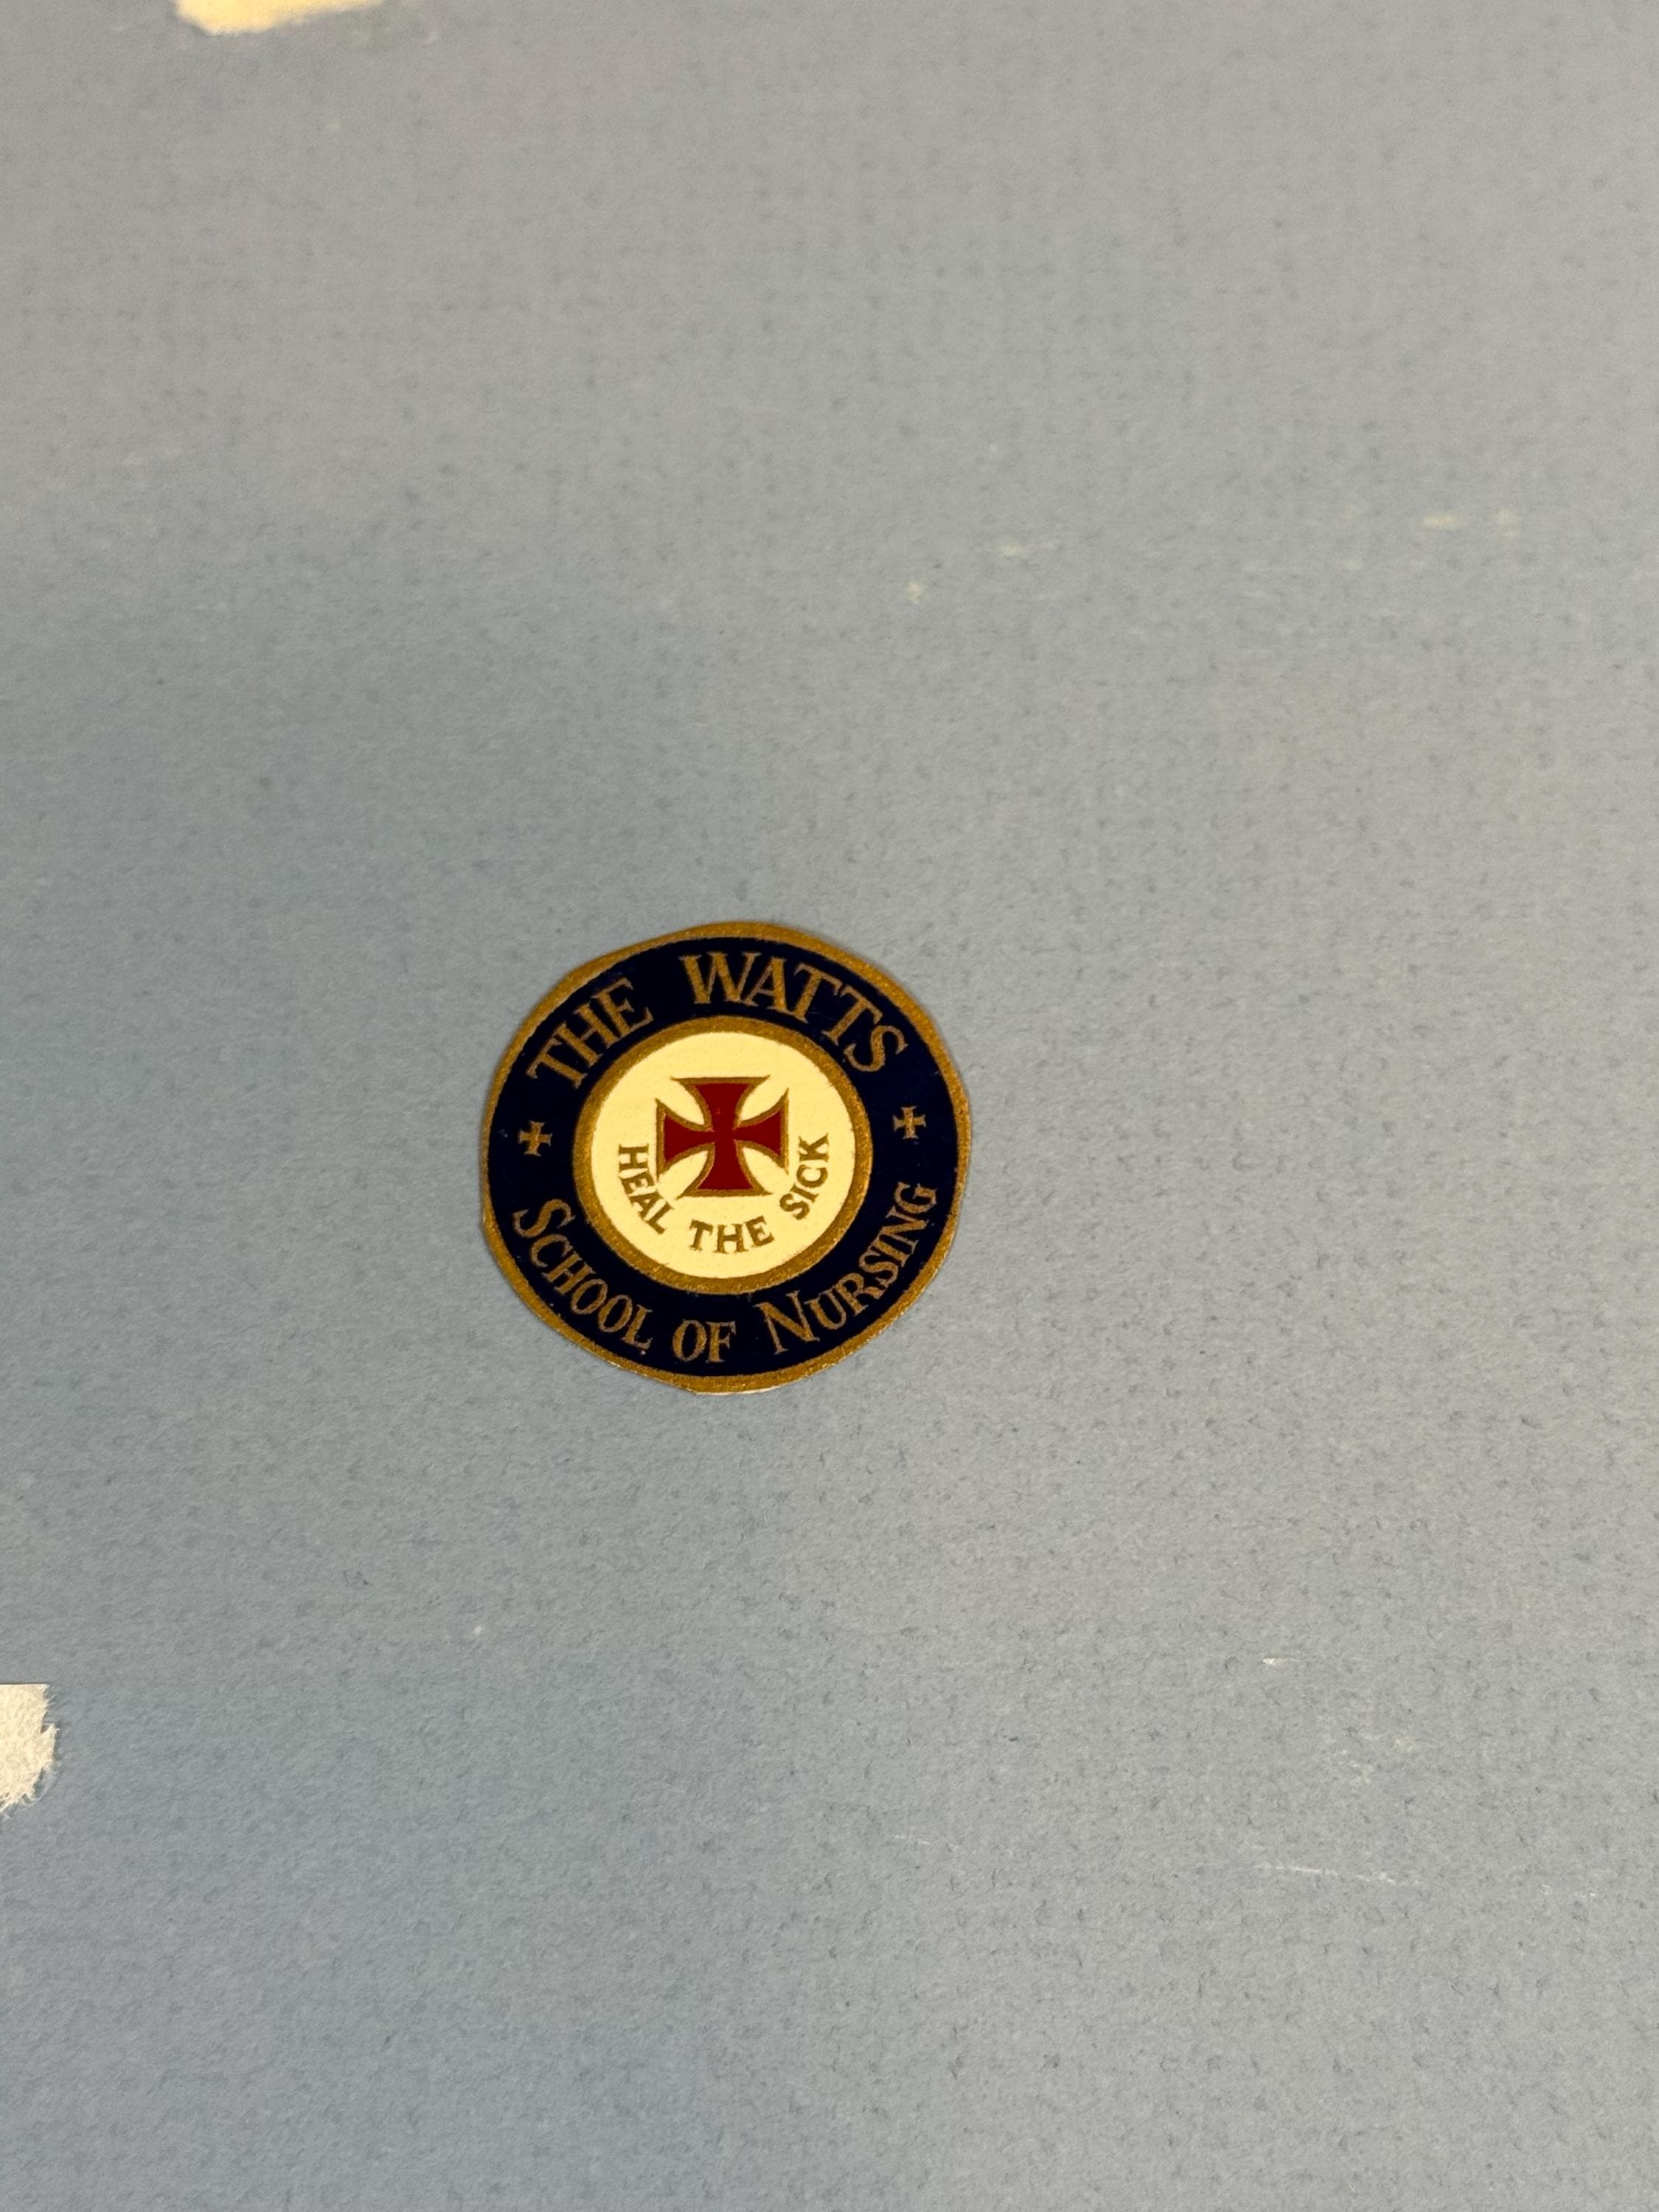 THE WATTS
HEAL THE SICK
SCHOOL OF NURSING